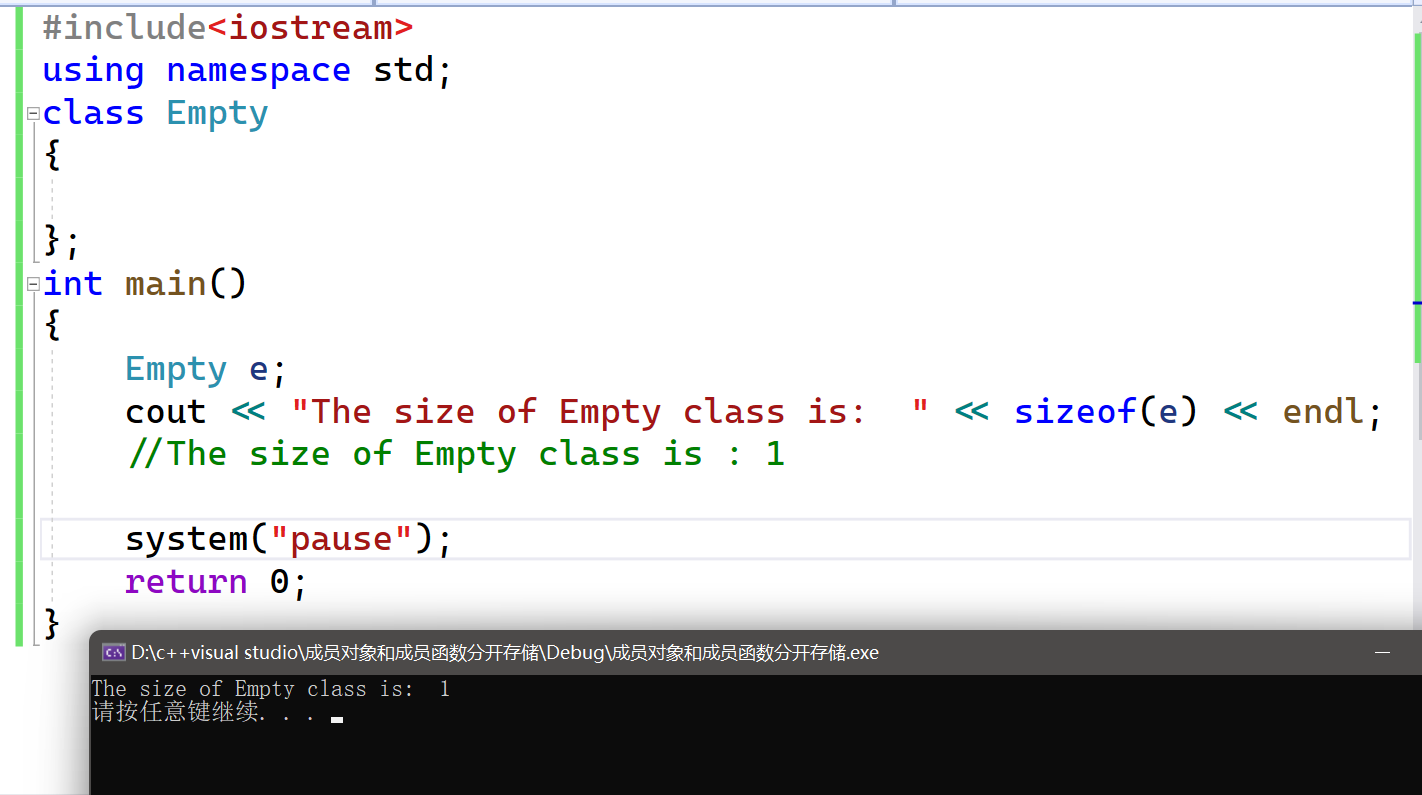 #include<iostream>
using namespace std;
class Empty
{
};
int main()
{
Empty e;
cout << "The size of Empty class is:  " << sizeof(e) << endl;
//The size of Empty class is : 1
system("pause");
return 0;
}
D:\c++visual studio\成员对象和成员函数分开存储\Debug\成员对象和成员函数分开存储.exe
The size of Empty class is:  1
请按任意键继续. . .